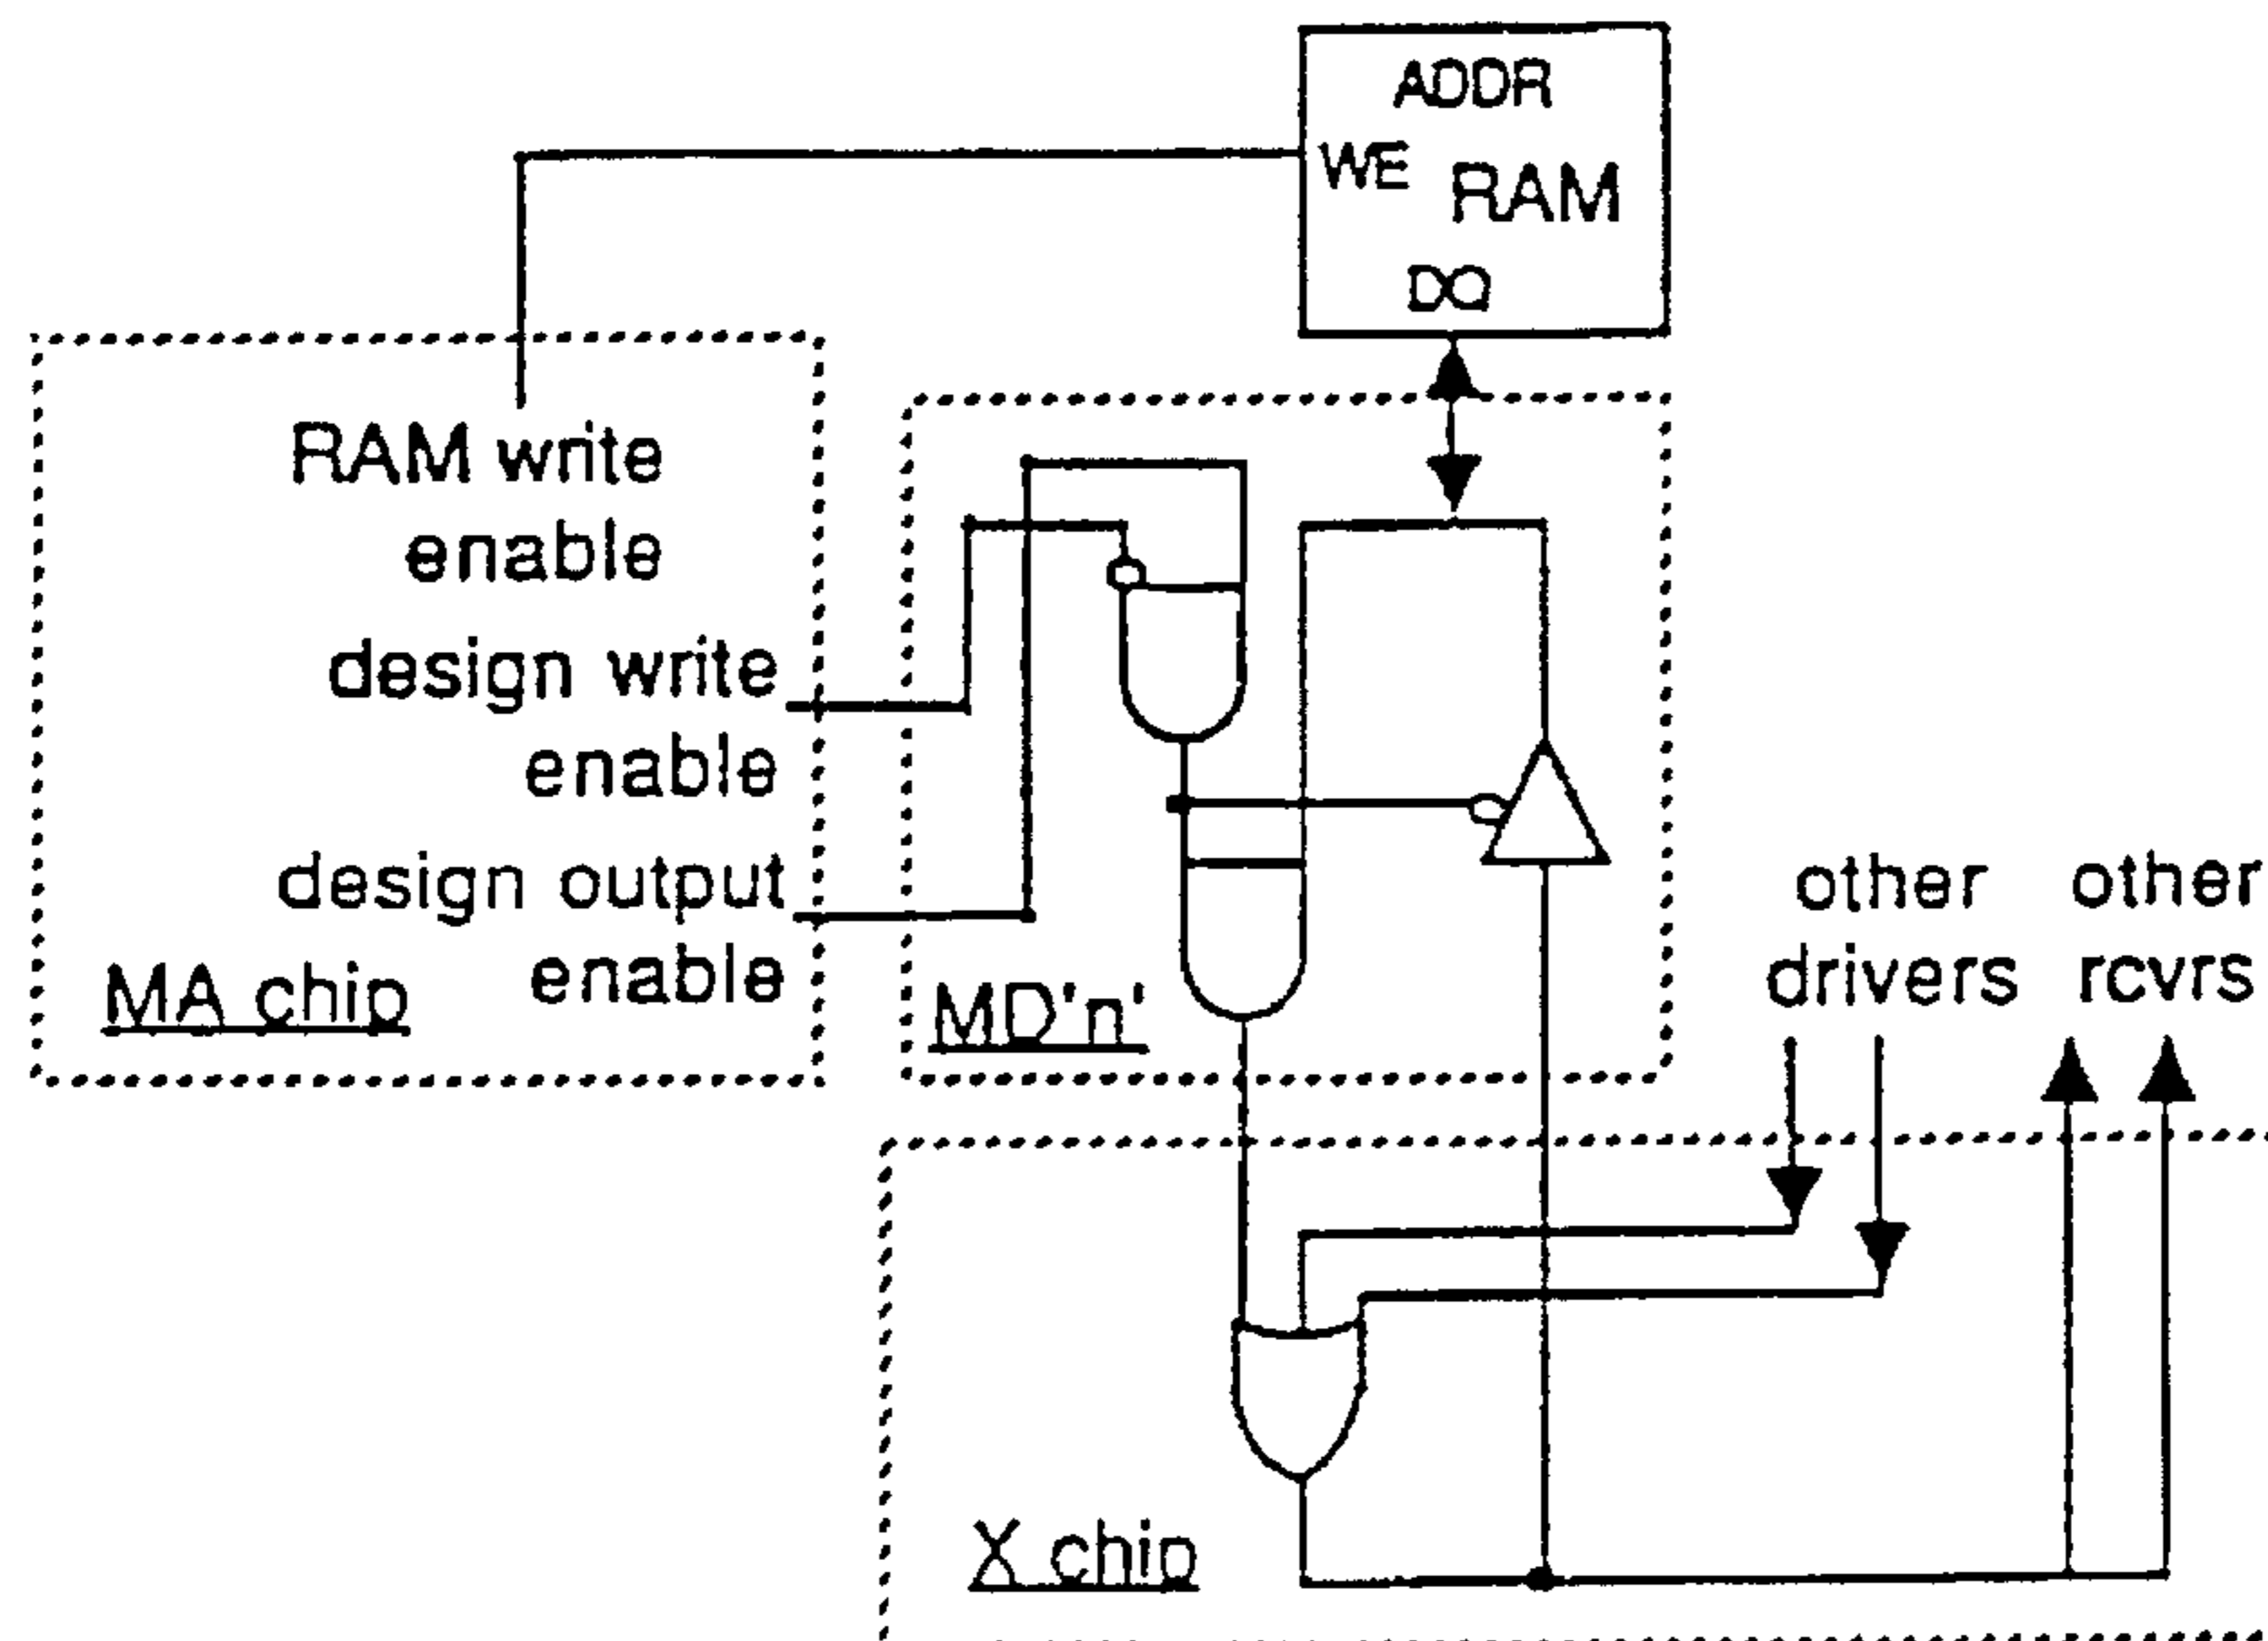 ADDR
WE RAM
DQ
RAM write
enable
design write
enable
design output
enable
MA chip
MD'n'
other other
drivers rcvrs
X chip